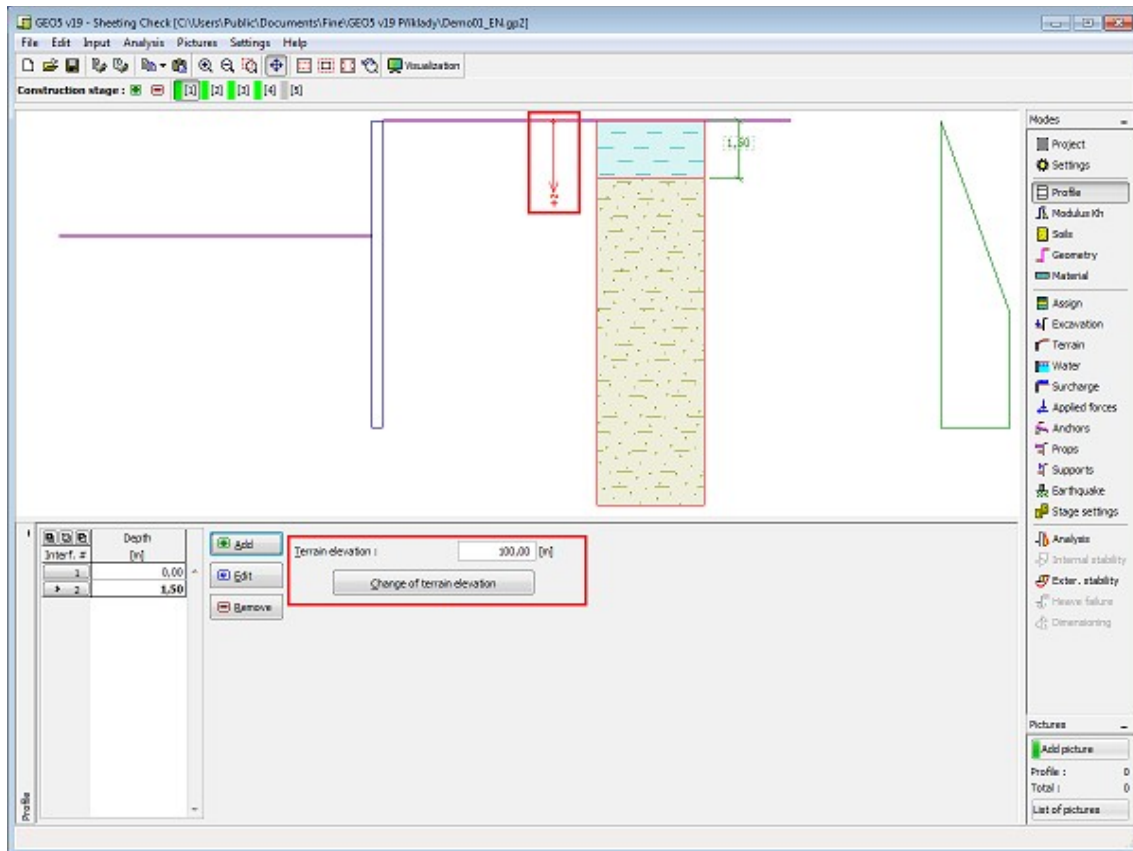 GEO5 v19 - Sheeting Check [C:\Users\Public\Documents\Fine\GEO5 v19 Příklady\Demo01_EN.gp2]
File Edit Input Analysis Pictures Settings Help
Visualization
Construction stage : [1] [2] [3] [4] [5]
+z
1,50
Modes
Project
Settings
Profile
Modulus Kh
Soils
Geometry
Material
Assign
Excavation
Terrain
Water
Surcharge
Applied forces
Anchors
Props
Supports
Earthquake
Stage settings
Analysis
Internal stability
Exter. stability
Heave failure
Dimensioning
Interf. # Depth [m]
1 0,00
2 1,50
Add
Edit
Remove
Terrain elevation : 100,00 [m]
Change of terrain elevation
Profile
Pictures
Add picture
Profile : 0
Total : 0
List of pictures